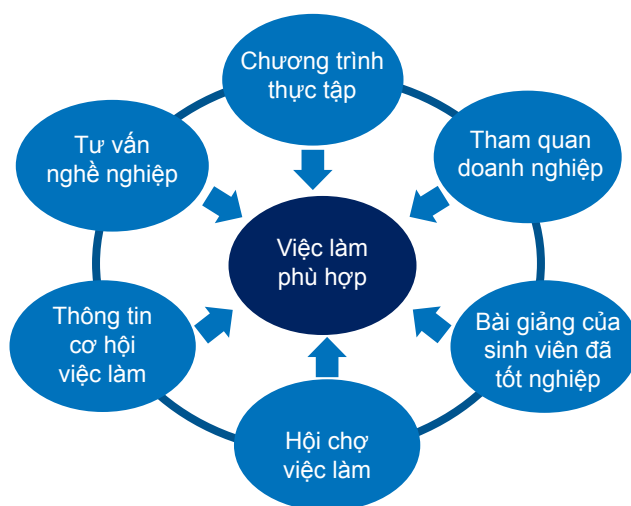 Chương trình
thực tập
Tham quan
doanh nghiệp
Bài giảng của
sinh viên đã
tốt nghiệp
Hội chợ
việc làm
Thông tin
cơ hội
việc làm
Tư vấn
nghề nghiệp
Việc làm
phù hợp